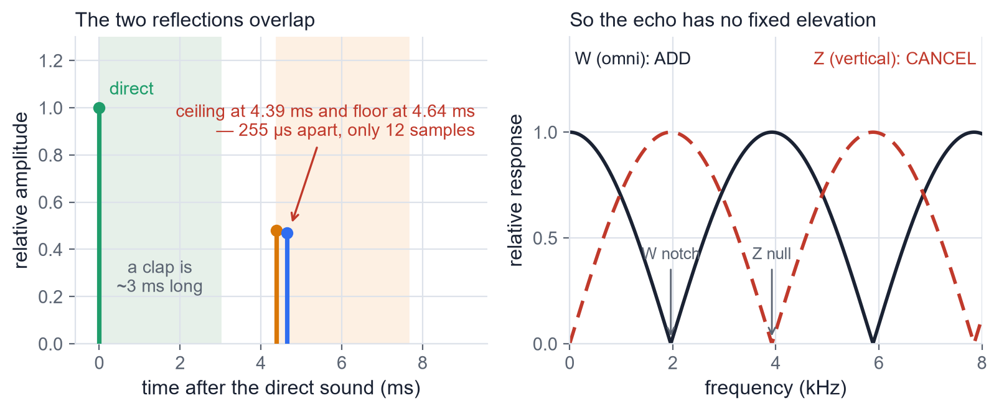 The two reflections overlap
1.2
1.0
0.8
0.6
0.4
0.2
0.0
relative amplitude
direct
ceiling at 4.39 ms and floor at 4.64 ms
— 255 µs apart, only 12 samples
a clap is
~3 ms long
0
2
4
6
8
time after the direct sound (ms)
So the echo has no fixed elevation
W (omni): ADD
Z (vertical): CANCEL
1.0
0.5
0.0
relative response
W notch
Z null
0
2
4
6
8
frequency (kHz)